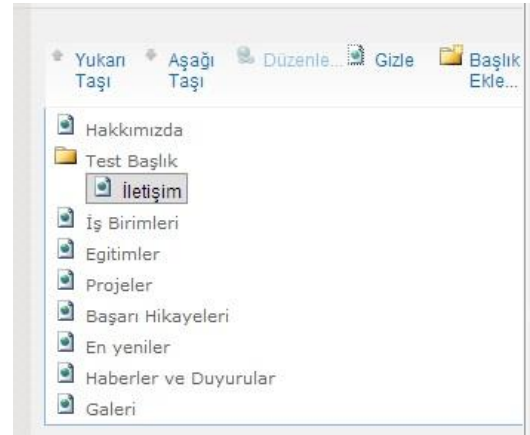 Yukarı Taşı Aşağı Taşı Düzenle... Gizle Başlık Ekle...
Hakkımızda
Test Başlık
İletişim
İş Birimleri
Egitimler
Projeler
Başarı Hikayeleri
En yeniler
Haberler ve Duyurular
Galeri